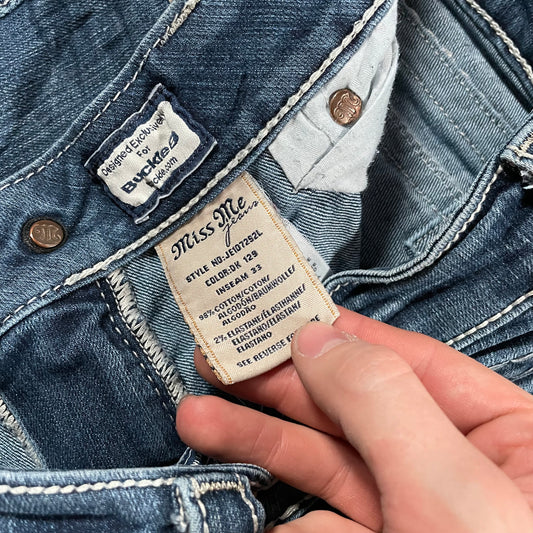 Designed Exclusively
For
Buckle
buckle.com
Miss Me
jeans
STYLE NO:JE1072S2L
COLOR:DK 129
INSEAM 33
98% COTTON/COTON/
ALGODÓN/BAUMWOLLE/
ALGODÃO
2% ELASTANE/ELASTHANNE/
ELASTANO/ELASTAN/
ELASTANO
SEE REVERSE